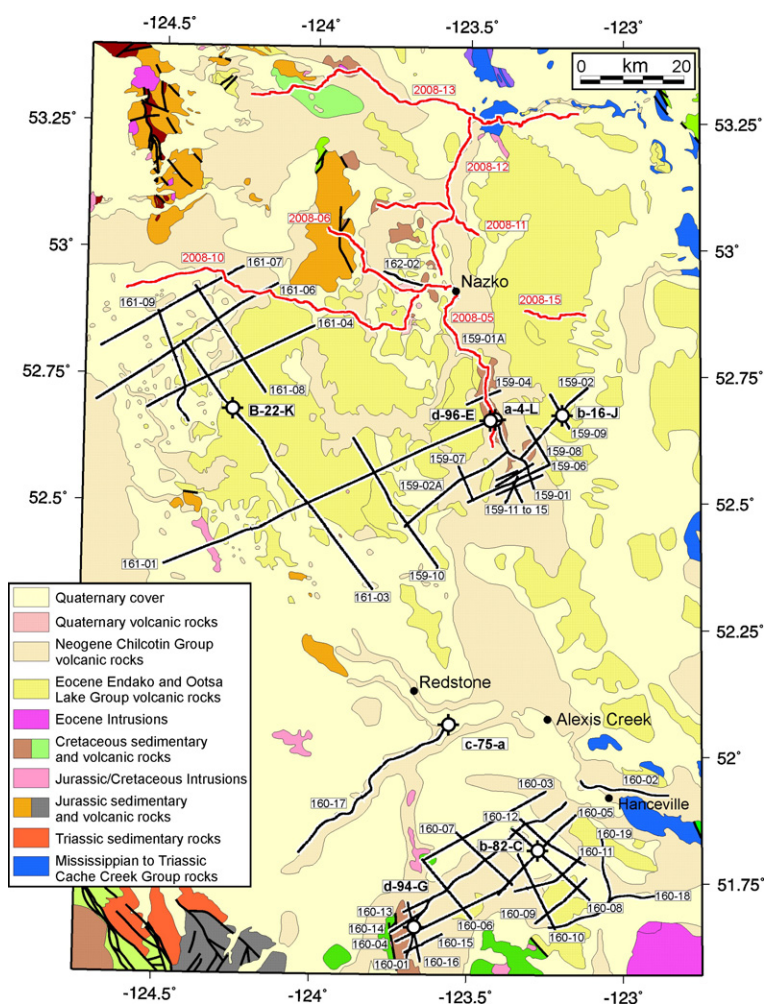 -124.5˚
-124˚
-123.5˚
-123˚
km
0
20
53.25˚
53.25˚
2008-13
2008-12
2008-06
2008-11
53˚
53˚
161-07
2008-10
162-02
Nazko
161-06
161-09
2008-15
161-04
2008-05
159-01A
52.75˚
52.75˚
161-08
159-04
159-02
B-22-K
d-96-E
a-4-L
b-16-J
159-09
159-08
159-07
159-06
159-02A
159-01
52.5˚
52.5˚
159-11 to 15
161-01
159-10
161-03
Quaternary cover
Quaternary volcanic rocks
Neogene Chilcotin Group
volcanic rocks
Eocene Endako and Ootsa
Lake Group volcanic rocks
Eocene Intrusions
Cretaceous sedimentary
and volcanic rocks
Jurassic/Cretaceous Intrusions
Jurassic sedimentary
and volcanic rocks
Triassic sedimentary rocks
Mississippian to Triassic
Cache Creek Group rocks
52.25˚
Redstone
Alexis Creek
c-75-a
52˚
160-03
160-02
Hanceville
160-17
160-12
160-05
160-07
160-19
b-82-C
160-11
d-94-G
51.75˚
160-18
160-13
160-09
160-08
160-14
160-06
160-04
160-15
160-10
160-01
160-16
-124.5˚
-124˚
-123.5˚
-123˚